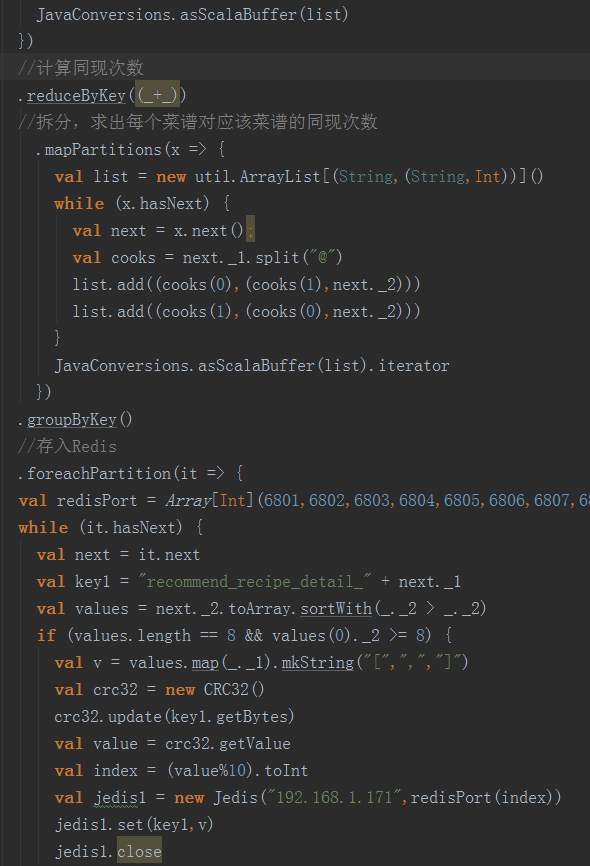 JavaConversions.asScalaBuffer(list)
})
//计算同现次数
.reduceByKey((_+_))
//拆分，求出每个菜谱对应该菜谱的同现次数
.mapPartitions(x => {
val list = new util.ArrayList[(String,(String,Int))]()
while (x.hasNext) {
val next = x.next();
val cooks = next._1.split("@")
list.add((cooks(0),(cooks(1),next._2)))
list.add((cooks(1),(cooks(0),next._2)))
}
JavaConversions.asScalaBuffer(list).iterator
})
.groupByKey()
//存入Redis
.foreachPartition(it => {
val redisPort = Array[Int](6801,6802,6803,6804,6805,6806,6807,68
while (it.hasNext) {
val next = it.next
val key1 = "recommend_recipe_detail_" + next._1
val values = next._2.toArray.sortWith(_._2 > _._2)
if (values.length == 8 && values(0)._2 >= 8) {
val v = values.map(_._1).mkString("[",",","]")
val crc32 = new CRC32()
crc32.update(key1.getBytes)
val value = crc32.getValue
val index = (value%10).toInt
val jedis1 = new Jedis("192.168.1.171",redisPort(index))
jedis1.set(key1,v)
jedis1.close